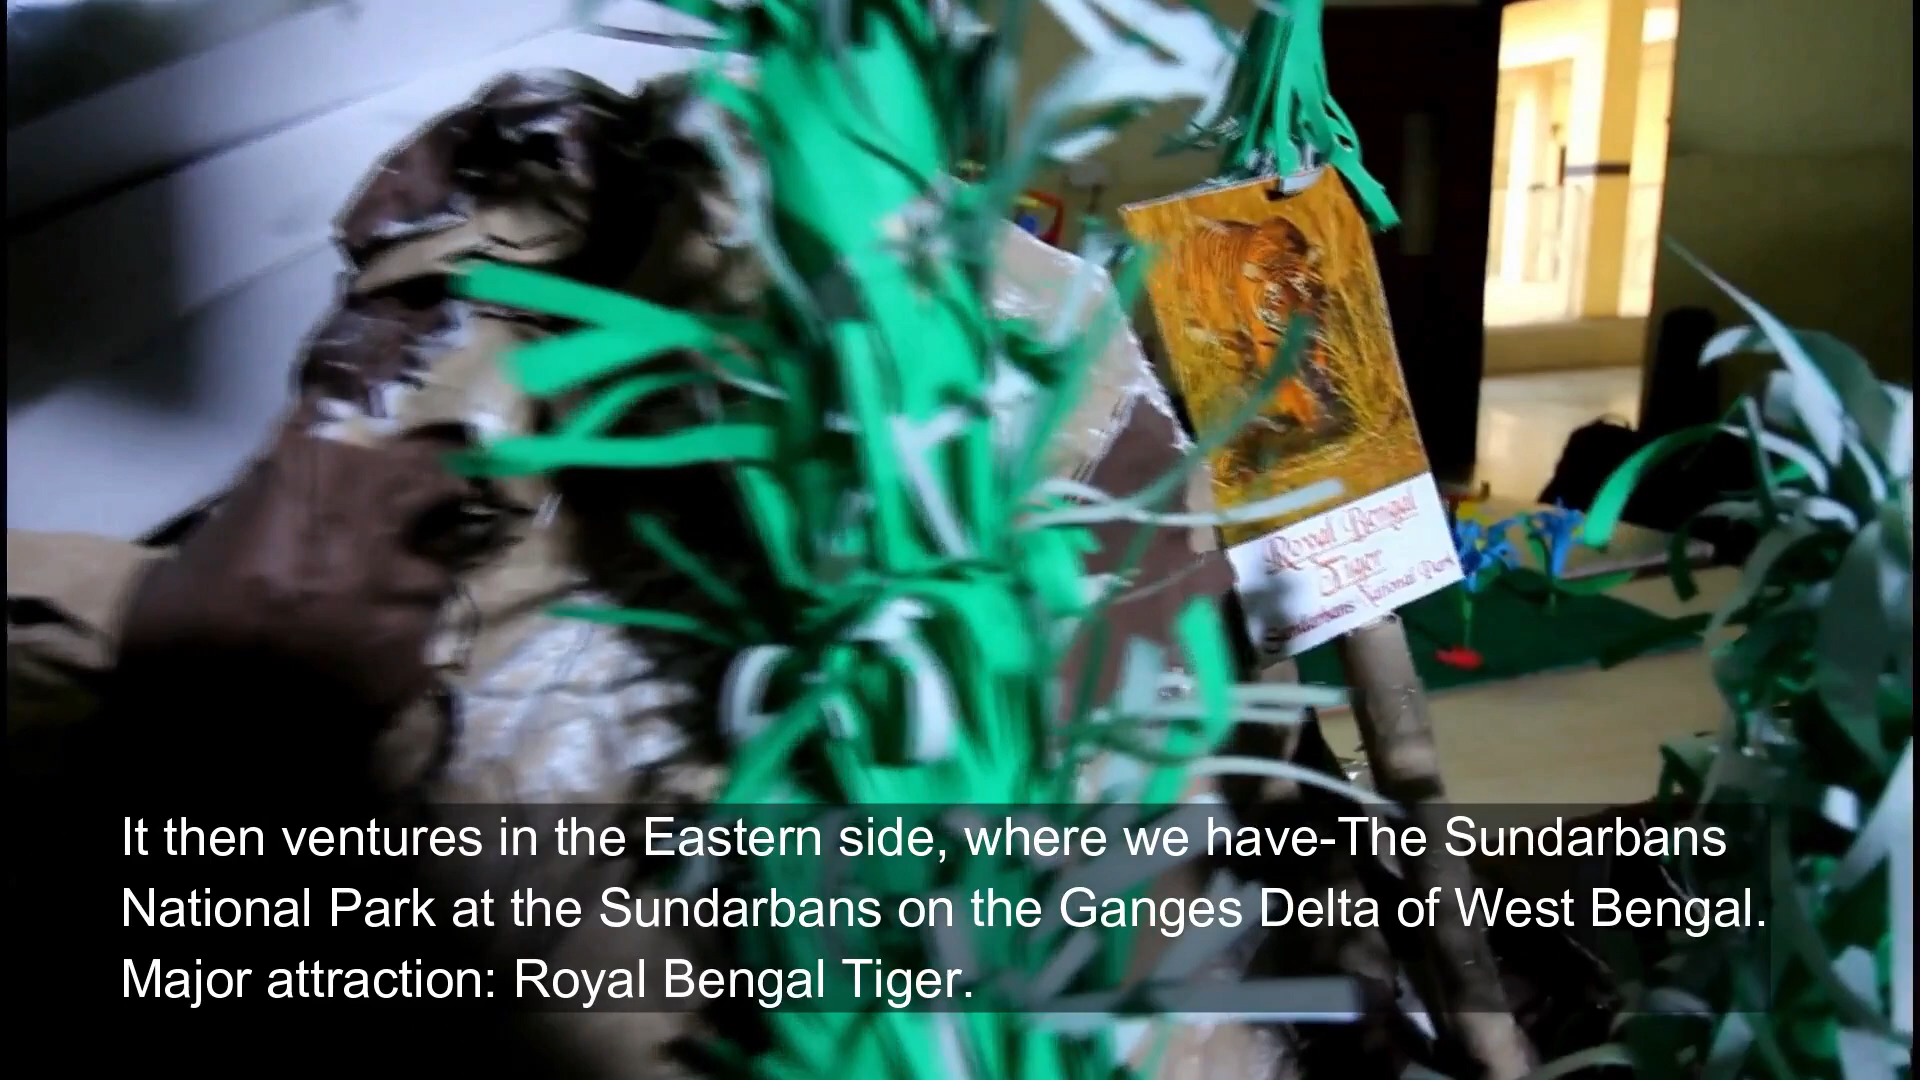 Royal Bengal
Tiger
Sundarbans National Park
It then ventures in the Eastern side, where we have-The Sundarbans
National Park at the Sundarbans on the Ganges Delta of West Bengal.
Major attraction: Royal Bengal Tiger.